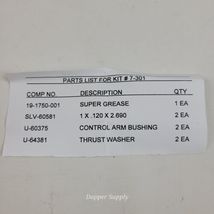 PARTS LIST FOR KIT # 7-301
COMP NO. DESCRIPTION QTY
19-1750-001 SUPER GREASE 1 EA
SLV-60581 1 X .120 X 2.690 2 EA
U-60375 CONTROL ARM BUSHING 2 EA
U-64381 THRUST WASHER 2 EA
Dapper Supply